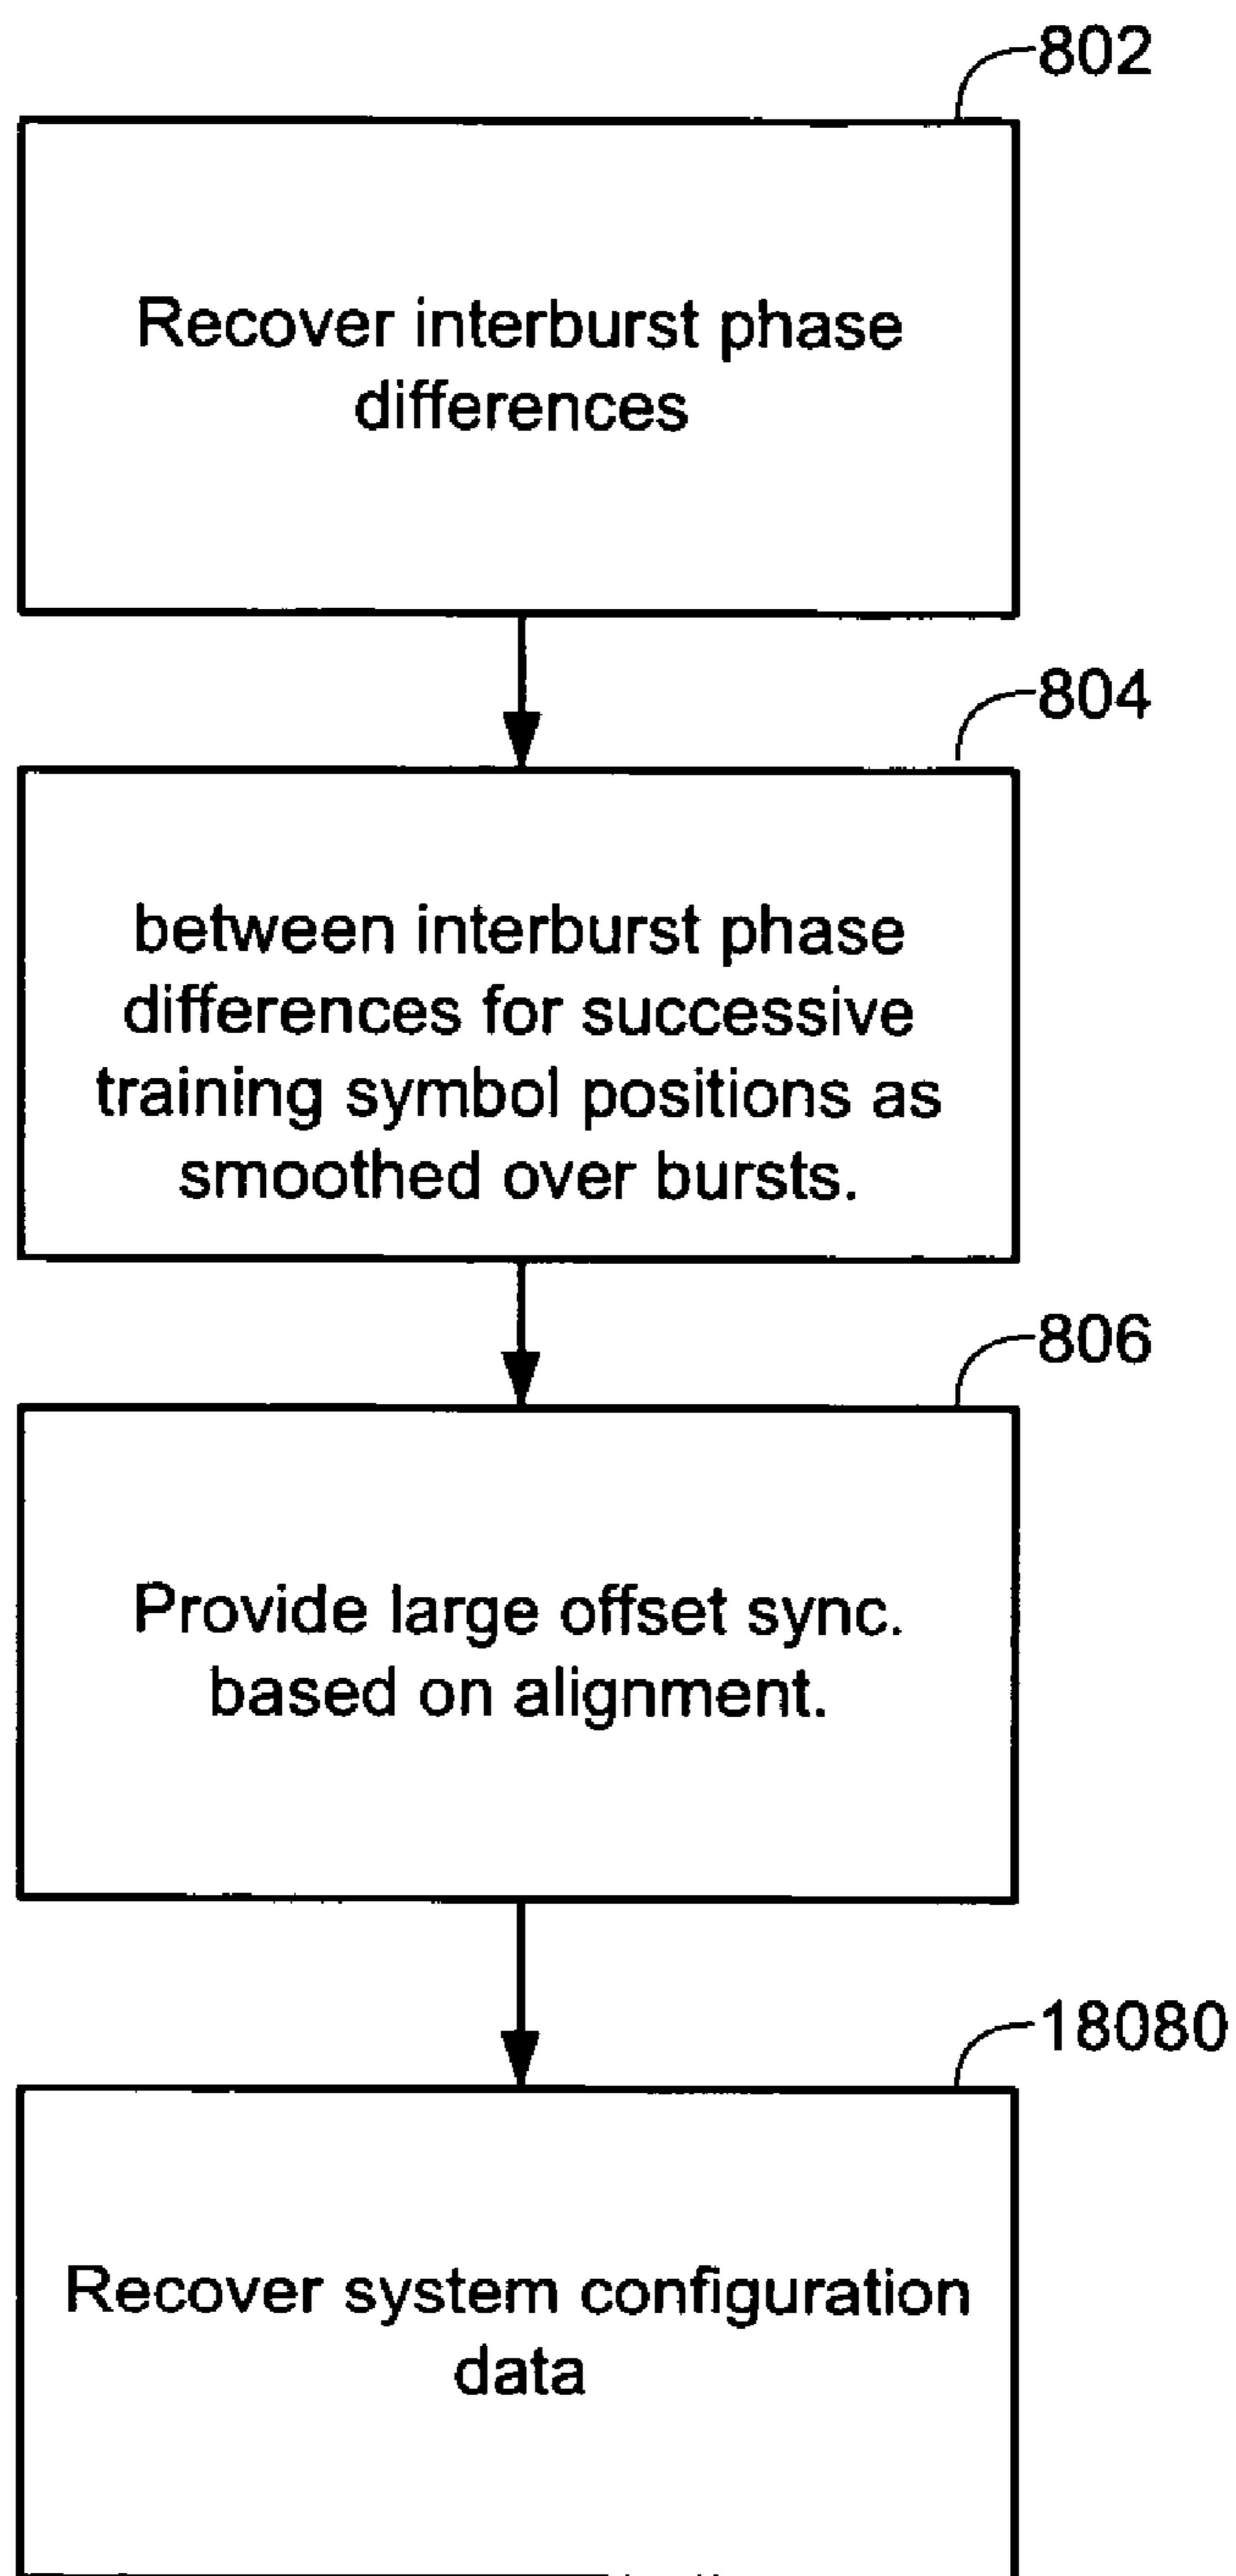 802
Recover interburst phase
differences
804
between interburst phase
differences for successive
training symbol positions as
smoothed over bursts.
806
Provide large offset sync.
based on alignment.
18080
Recover system configuration
data